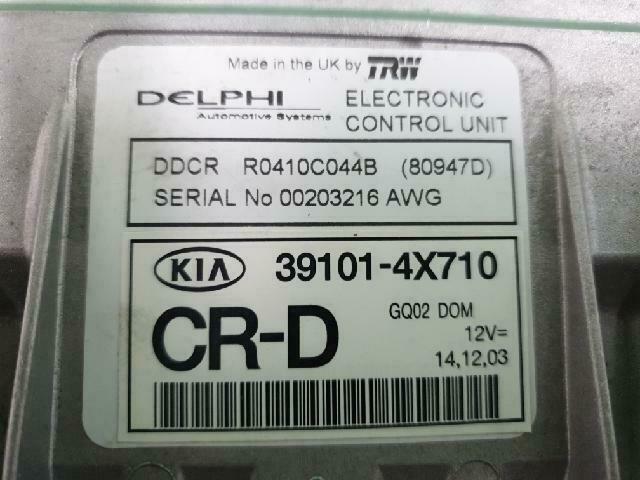 Made in the UK by TRW
DELPHI
Automotive Systems
ELECTRONIC
CONTROL UNIT
DDCR R0410C044B (80947D)
SERIAL No 00203216 AWG
KIA 39101-4X710
CR-D
GQ02 DOM
12V=
14,12,03